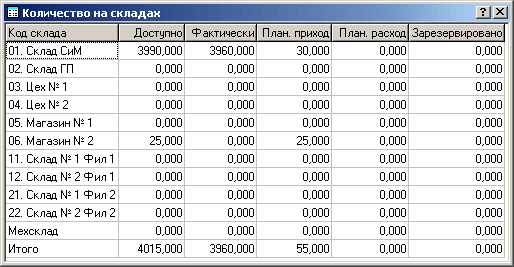 Количество на складах
Код склада Доступно Фактически План. приход План. расход Зарезервировано
01. Склад СиМ 3990,000 3960,000 30,000 0,000 0,000
02. Склад ГП 0,000 0,000 0,000 0,000 0,000
03. Цех № 1 0,000 0,000 0,000 0,000 0,000
04. Цех № 2 0,000 0,000 0,000 0,000 0,000
05. Магазин № 1 0,000 0,000 0,000 0,000 0,000
06. Магазин № 2 25,000 0,000 25,000 0,000 0,000
11. Склад № 1 Фил 1 0,000 0,000 0,000 0,000 0,000
12. Склад № 2 Фил 1 0,000 0,000 0,000 0,000 0,000
21. Склад № 1 Фил 2 0,000 0,000 0,000 0,000 0,000
22. Склад № 2 Фил 2 0,000 0,000 0,000 0,000 0,000
Мехсклад 0,000 0,000 0,000 0,000 0,000
Итого 4015,000 3960,000 55,000 0,000 0,000